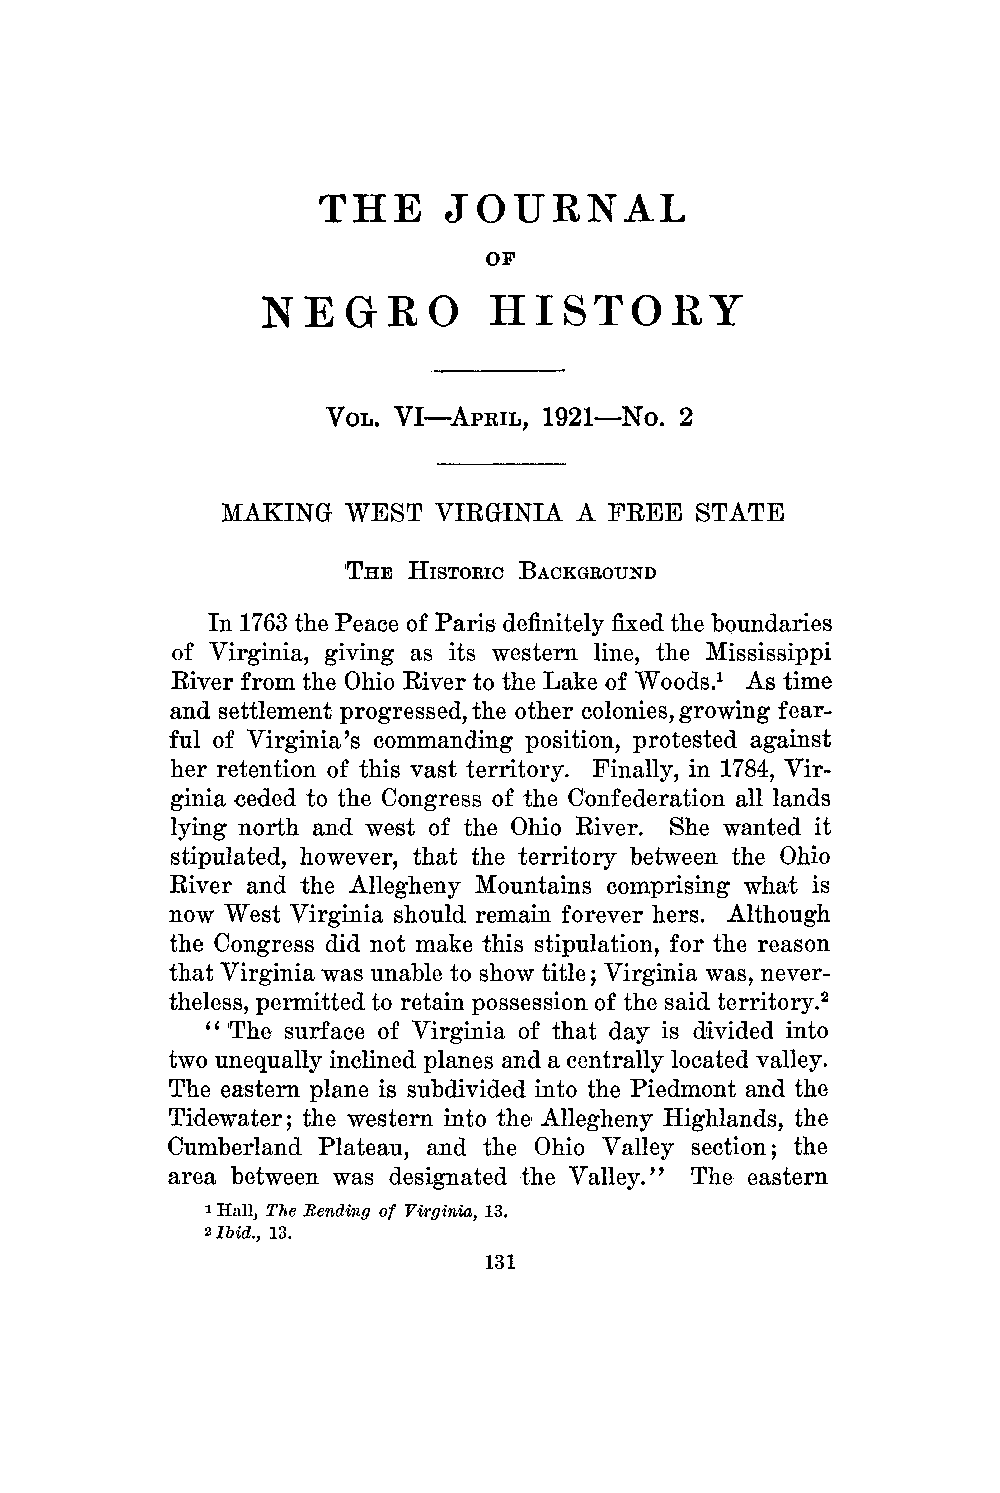 THE JOURNAL
OF
NEGRO HISTORY
VOL. VI—APRIL, 1921—NO. 2
MAKING WEST VIRGINIA A FREE STATE
THE HISTORIC BACKGROUND
In 1763 the Peace of Paris definitely fixed the boundaries
of Virginia, giving as its western line, the Mississippi
River from the Ohio River to the Lake of Woods.¹ As time
and settlement progressed, the other colonies, growing fear-
ful of Virginia's commanding position, protested against
her retention of this vast territory. Finally, in 1784, Vir-
ginia ceded to the Congress of the Confederation all lands
lying north and west of the Ohio River. She wanted it
stipulated, however, that the territory between the Ohio
River and the Allegheny Mountains comprising what is
now West Virginia should remain forever hers. Although
the Congress did not make this stipulation, for the reason
that Virginia was unable to show title; Virginia was, never-
theless, permitted to retain possession of the said territory.²
"The surface of Virginia of that day is divided into
two unequally inclined planes and a centrally located valley.
The eastern plane is subdivided into the Piedmont and the
Tidewater; the western into the Allegheny Highlands, the
Cumberland Plateau, and the Ohio Valley section; the
area between was designated the Valley." The eastern
¹ Hall, The Rending of Virginia, 13.
² Ibid., 13.
131